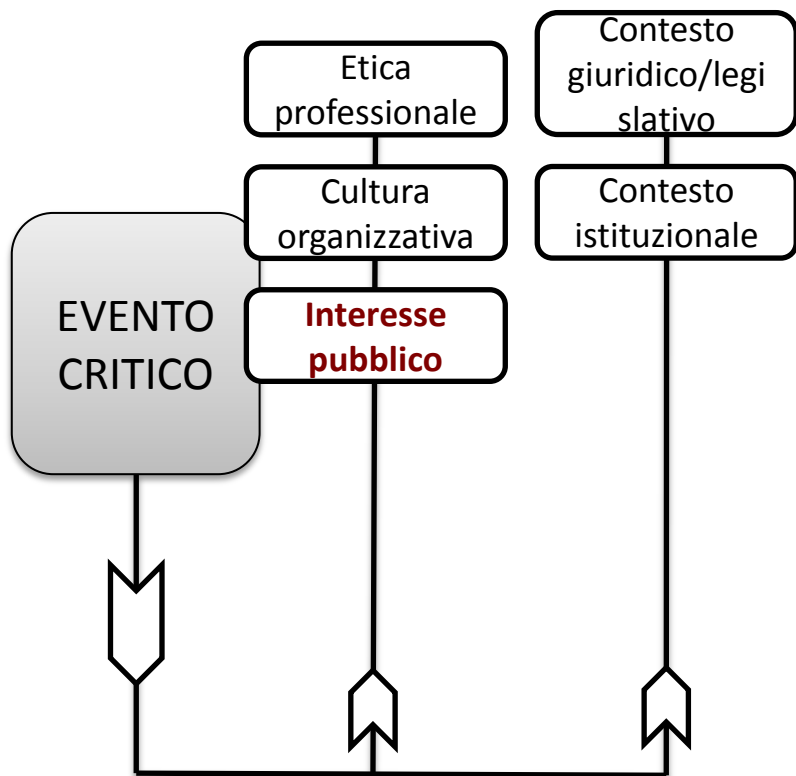 Etica
professionale
Contesto
giuridico/legi
slativo
Cultura
organizzativa
Contesto
istituzionale
EVENTO
CRITICO
Interesse
pubblico